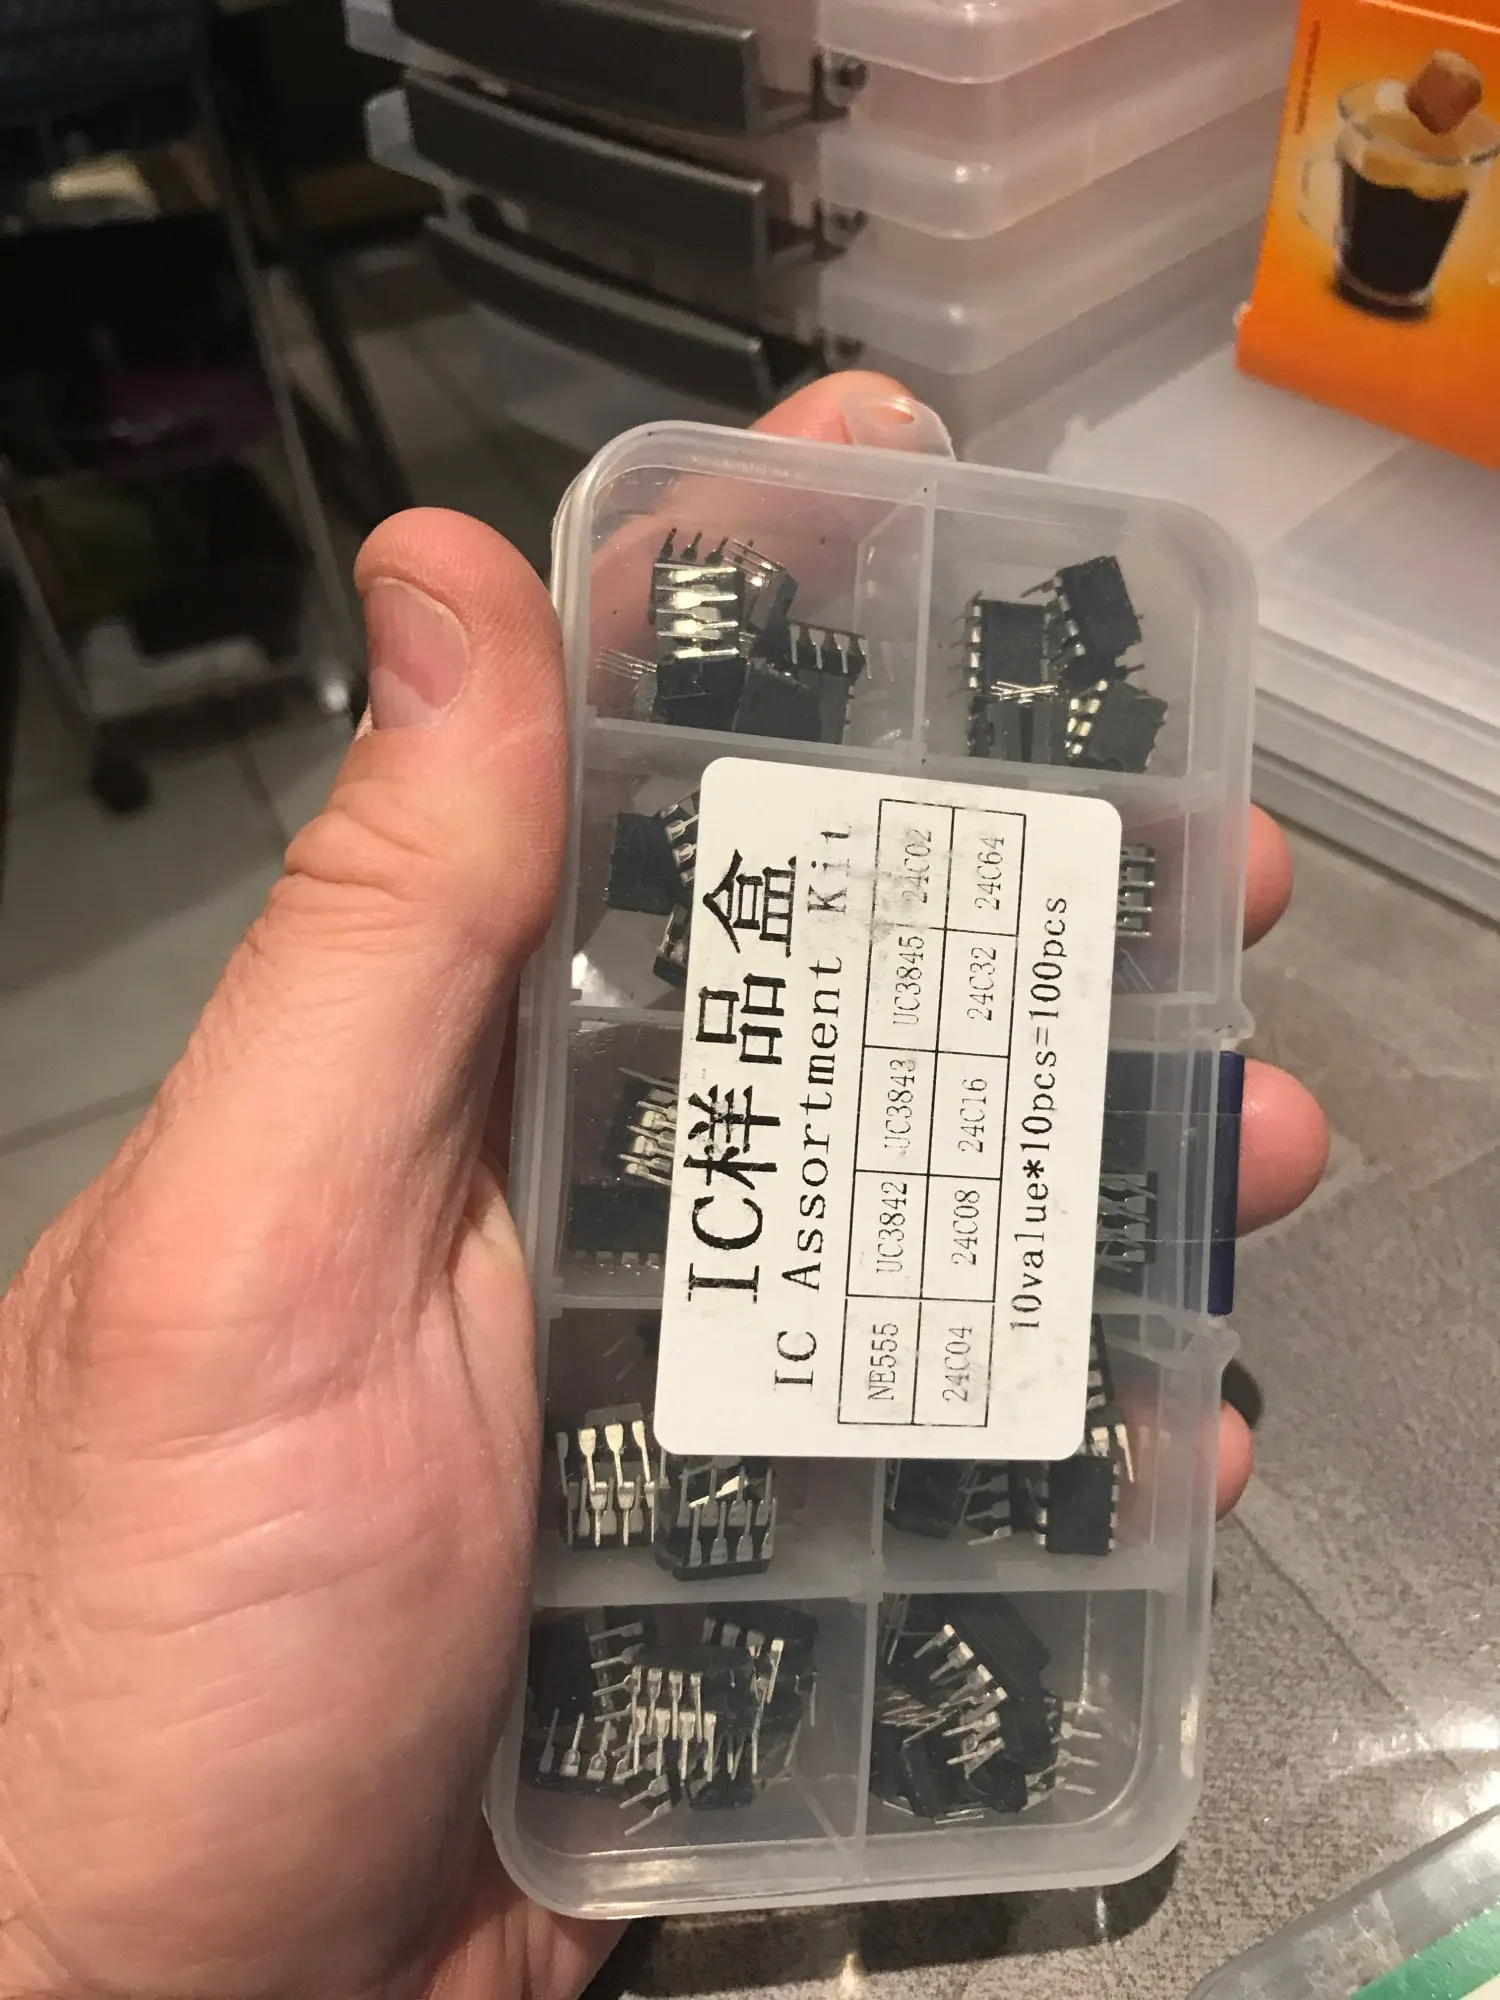 IC样品盒
IC Assortment Kit
NE555 UC3842 UC3843 UC3845 24C02
24C04 24C08 24C16 24C32 24C64
10value*10pcs=100pcs